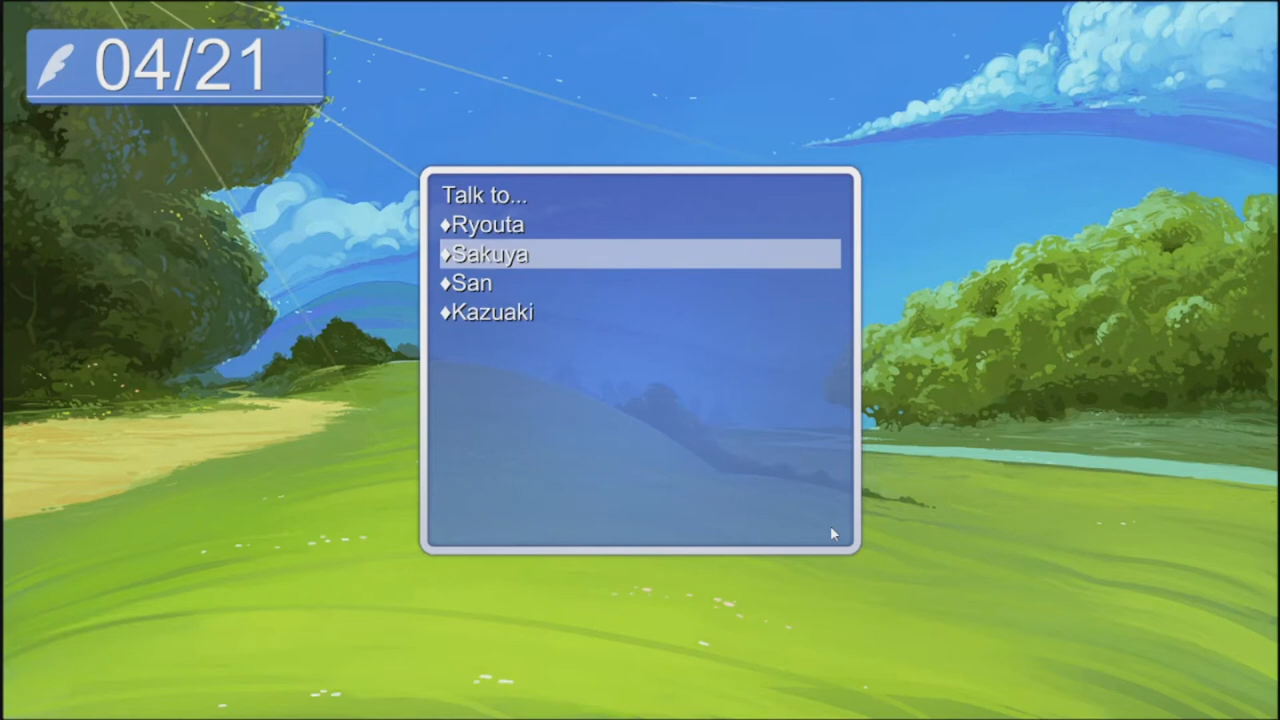 04/21
Talk to...
♦Ryouta
♦Sakuya
♦San
♦Kazuaki